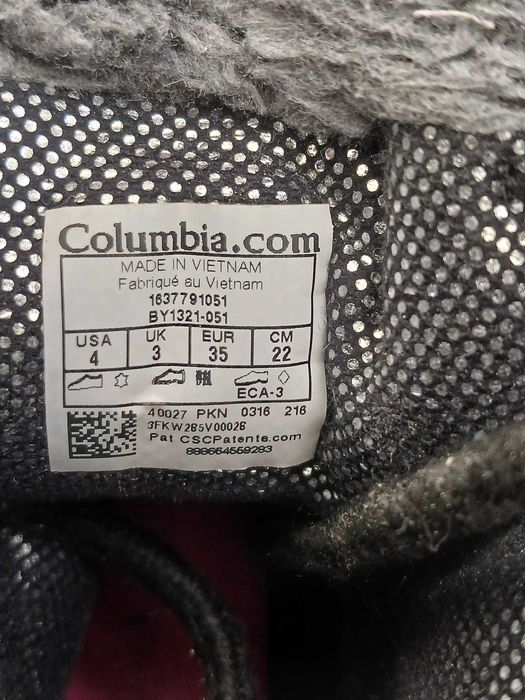 Columbia.com
MADE IN VIETNAM
Fabriqué au Vietnam
1637791051
BY1321-051
USA UK EUR CM
4 3 35 22
ECA-3
40027 PKN 0316 216
3FKW2B5V0002B
Pat CSCPatente.com
899664559283